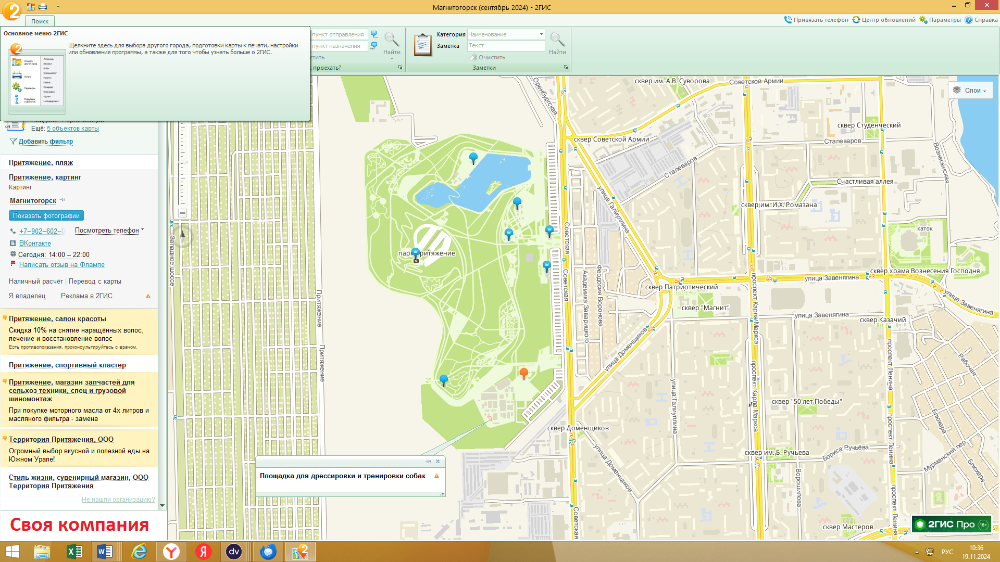 Магнитогорск (сентябрь 2024) - 2ГИС
Поиск
Привязать телефон
Центр обновлений
Параметры
Справка
Основное меню 2ГИС
Щелкните здесь для выбора другого города, подготовки карты к печати, настройки
или обновления программы, а также для того чтобы узнать больше о 2ГИС.
пункт отправления
пункт назначения
Найти
проехать?
Категория
Наименование
Заметка
Текст
Очистить
Найти
Заметки
Слои
Ещё: 5 объектов карты
Добавить фильтр
Притяжение, пляж
Притяжение, картинг
Картинг
Магнитогорск
Показать фотографии
+7–902–602–
Посмотреть телефон
ВКонтакте
Сегодня: 14:00 – 22:00
Написать отзыв на Флампе
Наличный расчёт | Перевод с карты
Я владелец
Реклама в 2ГИС
Притяжение, салон красоты
Скидка 10% на снятие наращённых волос,
лечение и восстановление волос
Есть противопоказания, проконсультируйтесь с врачом.
Притяжение, спортивный кластер
Притяжение, магазин запчастей для
сельхоз техники, спец и грузовой
шиномонтаж
При покупке моторного масла от 4х литров и
масляного фильтра - замена
Территория Притяжения, ООО
Огромный выбор вкусной и полезной еды на
Южном Урале!
Стиль жизни, сувенирный магазин, ООО
Территория Притяжения
Не нашли организацию?
Своя компания
Оренбургская
сквер им. А.В. Суворова
Советской Армии
сквер Студенческий
Сталеваров
сквер Советской Армии
Сталеваров
Вознесенская
Счастливая аллея
улица Галиуллина
сквер им. И.Х. Ромазана
каток
Советская
Западное шоссе
парк Притяжение
сквер храма Вознесения Господня
улица Завенягина
Советская
Академика Заварицкого
Феодосия Воронова
проспект Карла Маркса
сквер Патриотический
улица Завенягина
Притяжение
сквер "Магнит"
улица Завенягина
сквер Казачий
Притяжение
улица Доменщиков
проспект Карла Маркса
проспект Ленина
Рабочая
улица Галиуллина
сквер "50 лет Победы"
проспект Ленина
Блюхера
сквер Доменщиков
улица Доменщиков
сквер им. Б. Ручьева
Бориса Ручьёва
Мурманский пер.
Блюхера
Ворошилова
проспект Ленина
Советская
сквер Мастеров
Площадка для дрессировки и тренировки собак
2ГИС Про 18+
РУС
10:36
19.11.2024